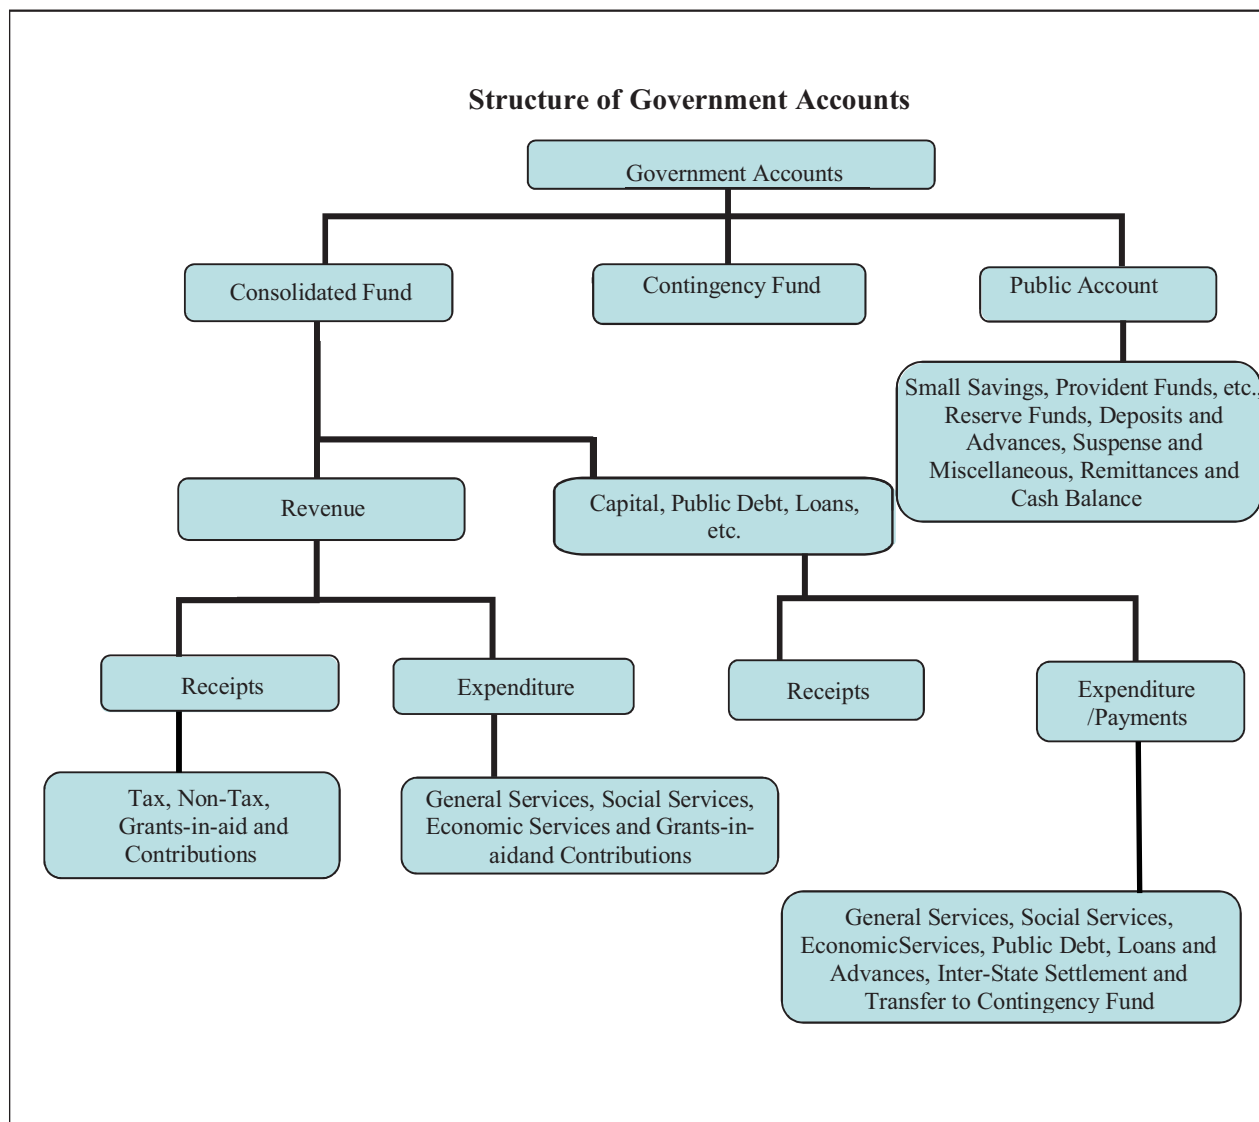 Structure of Government Accounts
Government Accounts
Consolidated Fund
Contingency Fund
Public Account
Small Savings, Provident Funds, etc.,
Reserve Funds, Deposits and
Advances, Suspense and
Miscellaneous, Remittances and
Cash Balance
Revenue
Capital, Public Debt, Loans,
etc.
Receipts
Expenditure
Receipts
Expenditure
/Payments
Tax, Non-Tax,
Grants-in-aid and
Contributions
General Services, Social Services,
Economic Services and Grants-in-
aidand Contributions
General Services, Social Services,
EconomicServices, Public Debt, Loans and
Advances, Inter-State Settlement and
Transfer to Contingency Fund